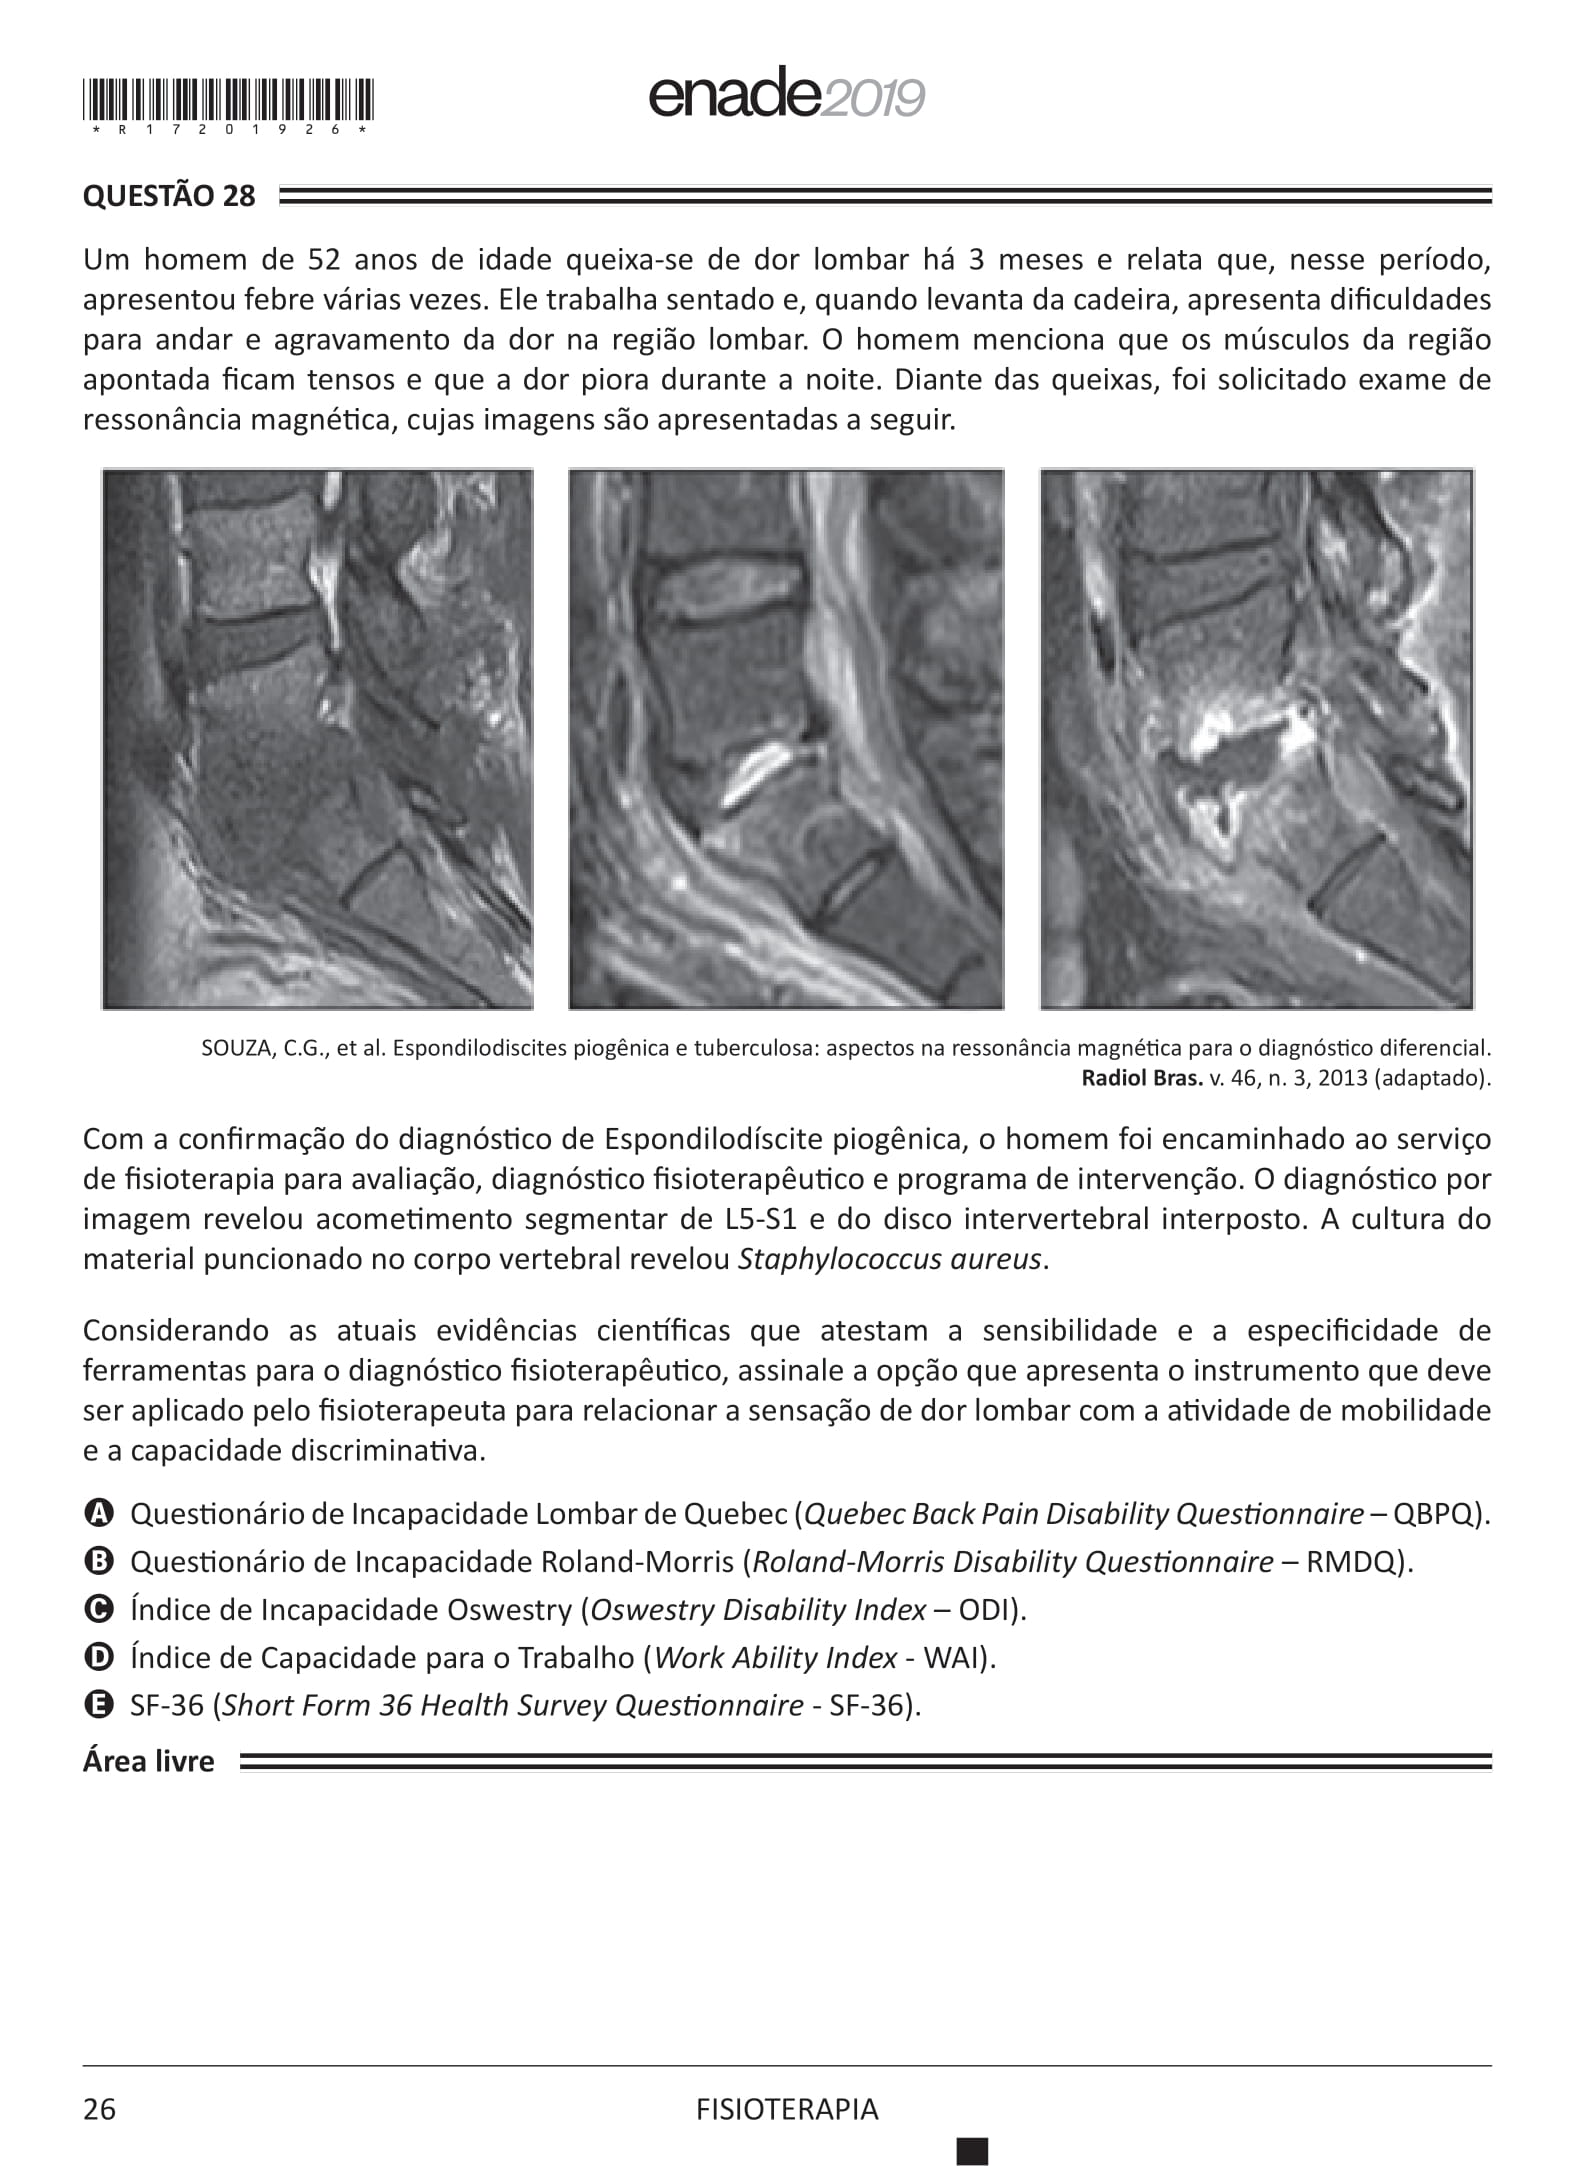 * R 1 7 2 0 1 9 2 6 *
enade2019
QUESTÃO 28
Um homem de 52 anos de idade queixa-se de dor lombar há 3 meses e relata que, nesse período,
apresentou febre várias vezes. Ele trabalha sentado e, quando levanta da cadeira, apresenta dificuldades
para andar e agravamento da dor na região lombar. O homem menciona que os músculos da região
apontada ficam tensos e que a dor piora durante a noite. Diante das queixas, foi solicitado exame de
ressonância magnética, cujas imagens são apresentadas a seguir.
SOUZA, C.G., et al. Espondilodiscites piogênica e tuberculosa: aspectos na ressonância magnética para o diagnóstico diferencial.
Radiol Bras. v. 46, n. 3, 2013 (adaptado).
Com a confirmação do diagnóstico de Espondilodíscite piogênica, o homem foi encaminhado ao serviço
de fisioterapia para avaliação, diagnóstico fisioterapêutico e programa de intervenção. O diagnóstico por
imagem revelou acometimento segmentar de L5-S1 e do disco intervertebral interposto. A cultura do
material puncionado no corpo vertebral revelou Staphylococcus aureus.
Considerando as atuais evidências científicas que atestam a sensibilidade e a especificidade de
ferramentas para o diagnóstico fisioterapêutico, assinale a opção que apresenta o instrumento que deve
ser aplicado pelo fisioterapeuta para relacionar a sensação de dor lombar com a atividade de mobilidade
e a capacidade discriminativa.
A Questionário de Incapacidade Lombar de Quebec (Quebec Back Pain Disability Questionnaire – QBPQ).
B Questionário de Incapacidade Roland-Morris (Roland-Morris Disability Questionnaire – RMDQ).
C Índice de Incapacidade Oswestry (Oswestry Disability Index – ODI).
D Índice de Capacidade para o Trabalho (Work Ability Index - WAI).
E SF-36 (Short Form 36 Health Survey Questionnaire - SF-36).
Área livre
26
FISIOTERAPIA